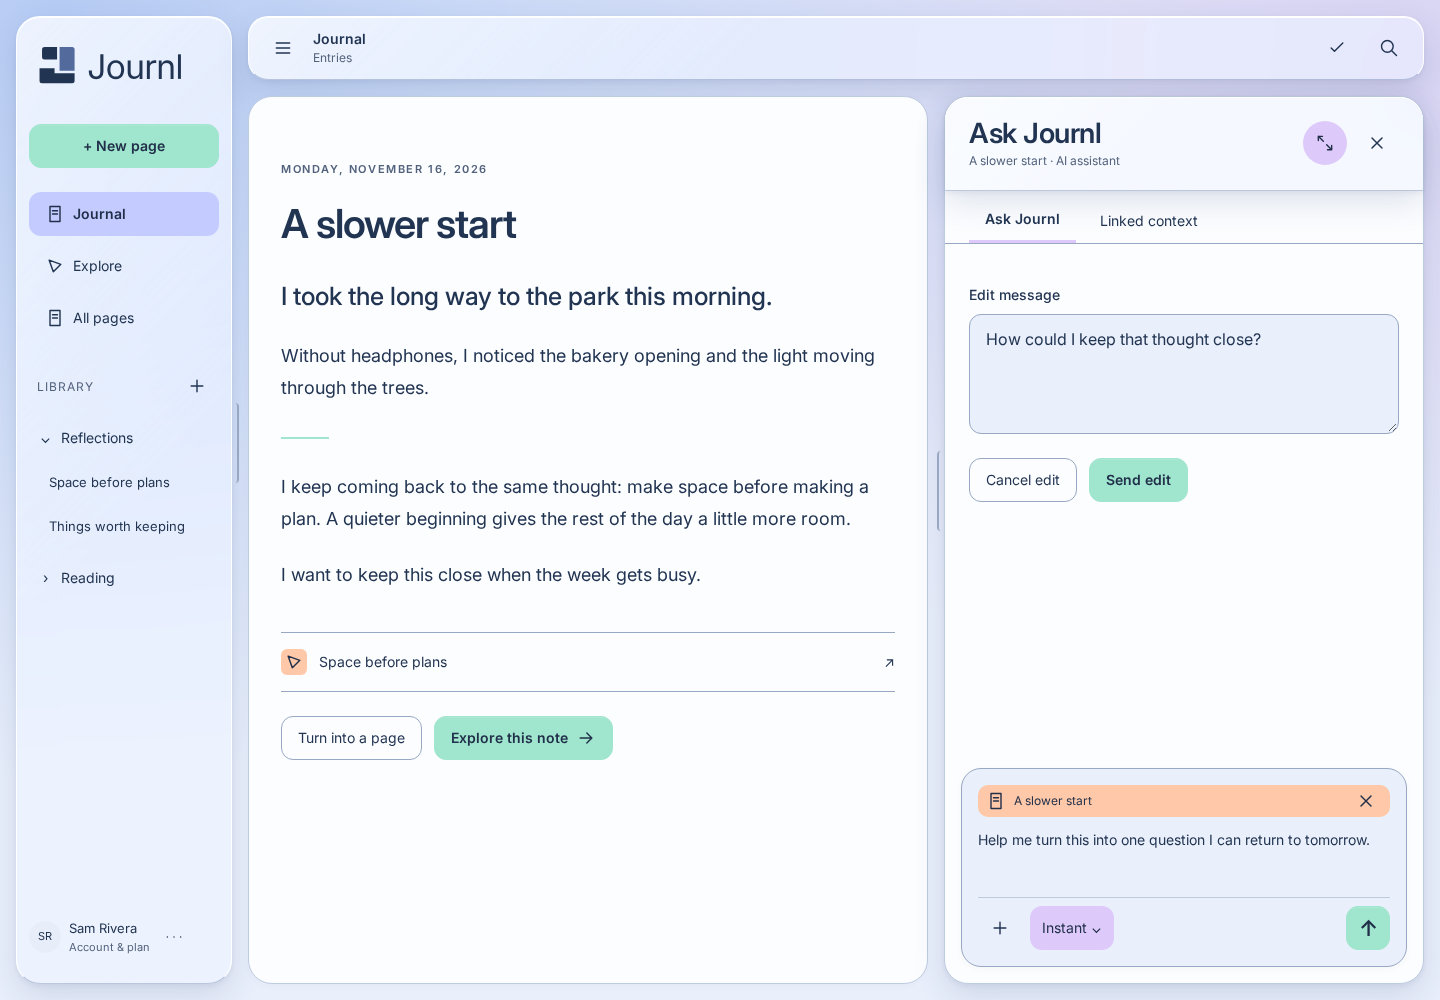 Journl
+ New page
Journal
Explore
All pages
LIBRARY
Reflections
Space before plans
Things worth keeping
Reading
SR
Sam Rivera
Account & plan
Journal
Entries
MONDAY, NOVEMBER 16, 2026
A slower start
I took the long way to the park this morning.
Without headphones, I noticed the bakery opening and the light moving
through the trees.
I keep coming back to the same thought: make space before making a
plan. A quieter beginning gives the rest of the day a little more room.
I want to keep this close when the week gets busy.
Space before plans
Turn into a page
Explore this note
Ask Journl
A slower start · AI assistant
Ask Journl
Linked context
Edit message
How could I keep that thought close?
Cancel edit
Send edit
A slower start
Help me turn this into one question I can return to tomorrow.
Instant